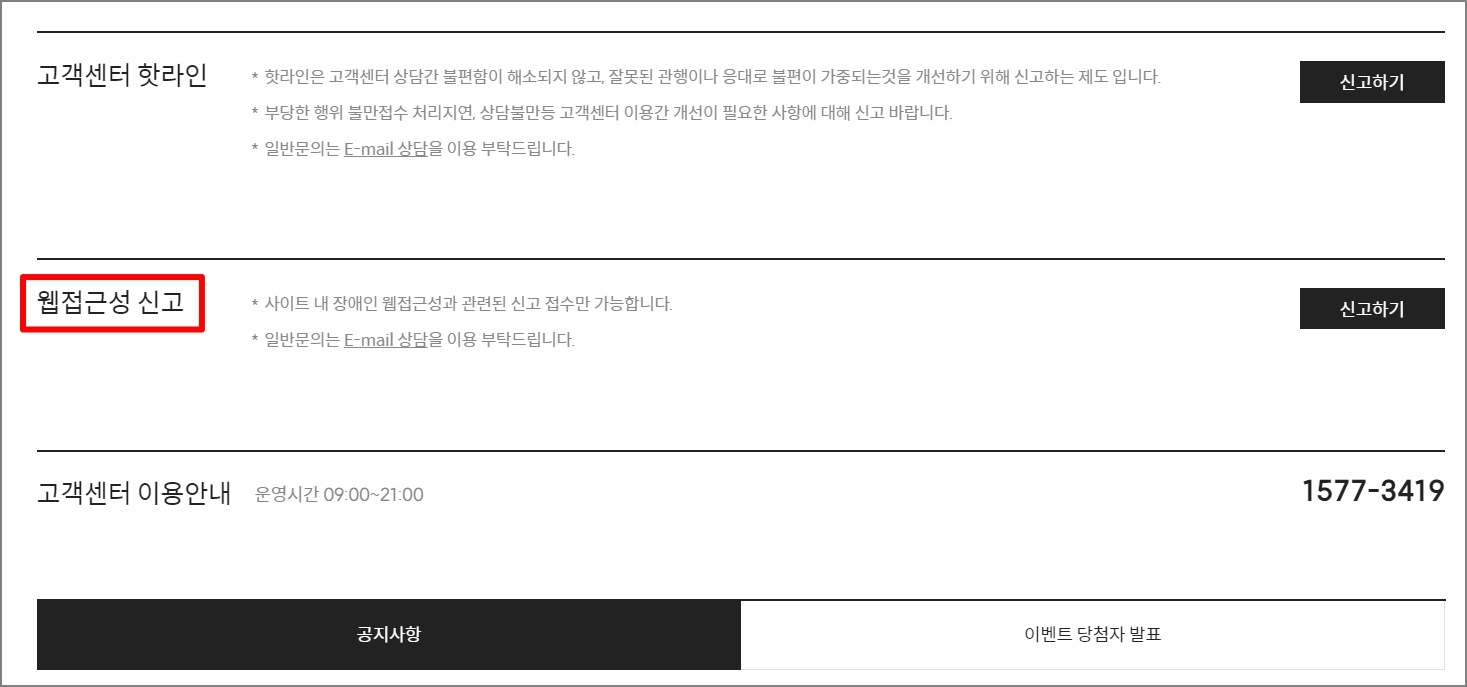 고객센터 핫라인
* 핫라인은 고객센터 상담간 불편함이 해소되지 않고, 잘못된 관행이나 응대로 불편이 가중되는것을 개선하기 위해 신고하는 제도 입니다.
신고하기
* 부당한 행위 불만접수 처리지연, 상담불만등 고객센터 이용간 개선이 필요한 사항에 대해 신고 바랍니다.
* 일반문의는 E-mail 상담을 이용 부탁드립니다.
웹접근성 신고
* 사이트 내 장애인 웹접근성과 관련된 신고 접수만 가능합니다.
신고하기
* 일반문의는 E-mail 상담을 이용 부탁드립니다.
고객센터 이용안내
운영시간 09:00~21:00
1577-3419
공지사항
이벤트 당첨자 발표